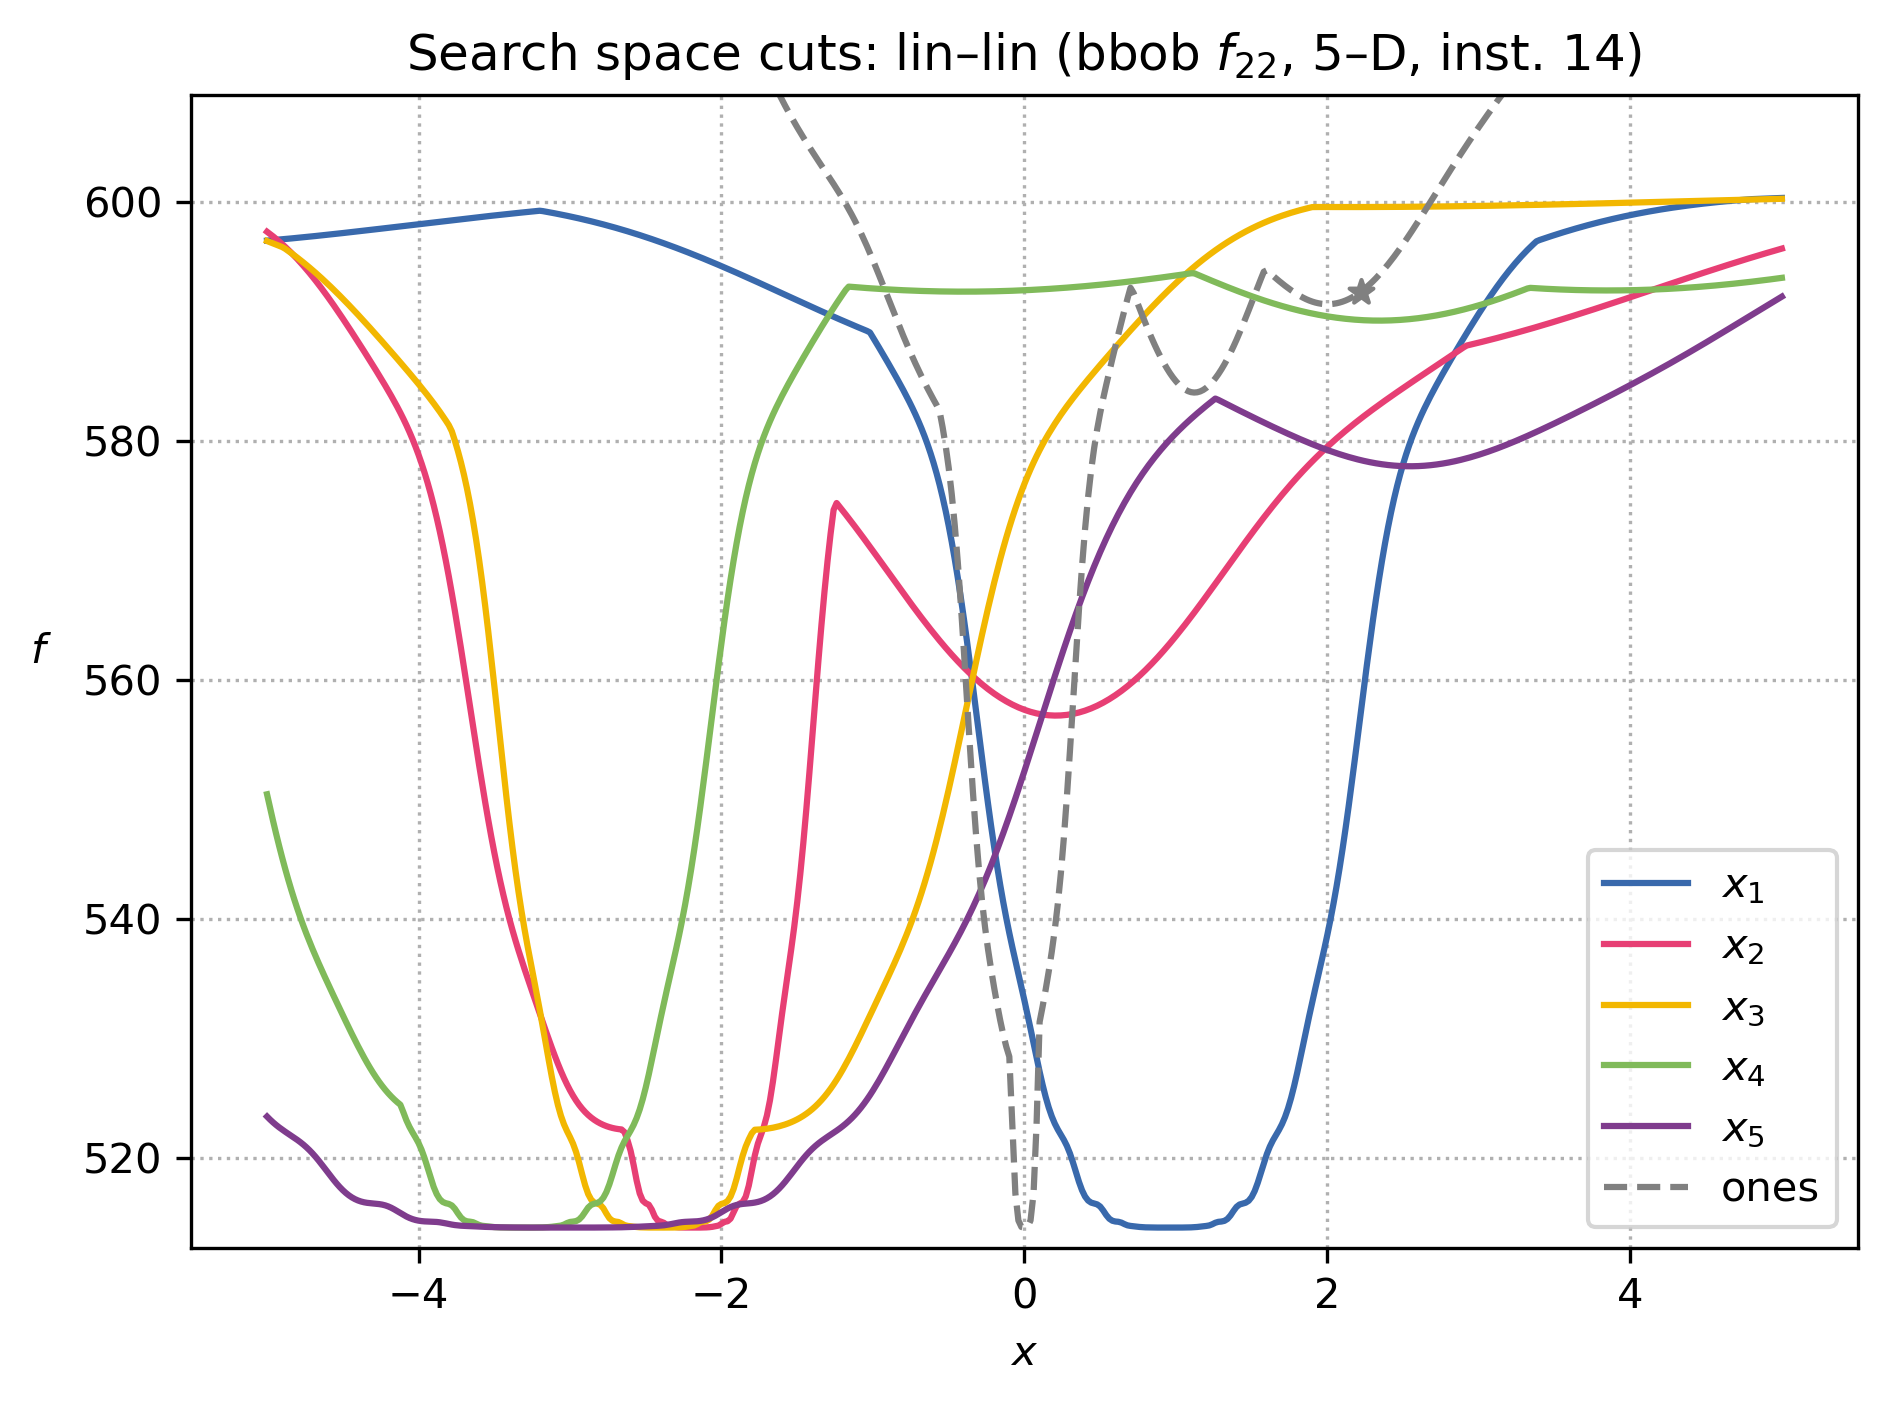 Search space cuts: lin–lin (bbob f₂₂, 5–D, inst. 14)
600
580
560
540
520
f
−4
−2
0
2
4
x
x₁
x₂
x₃
x₄
x₅
ones